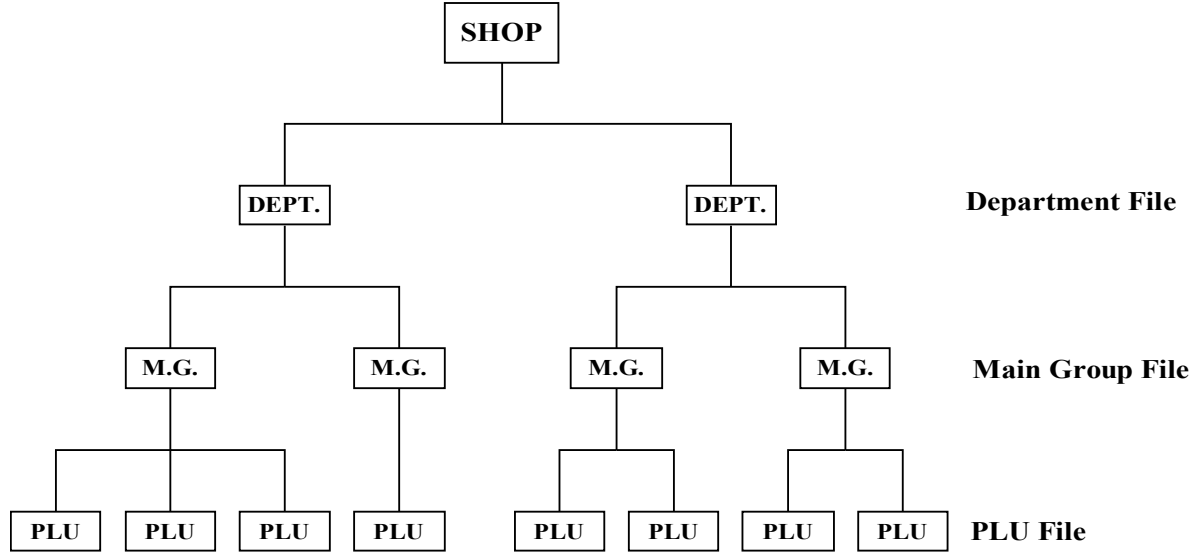 SHOP
DEPT. DEPT. Department File
M.G. M.G. M.G. M.G. Main Group File
PLU PLU PLU PLU PLU PLU PLU PLU PLU File